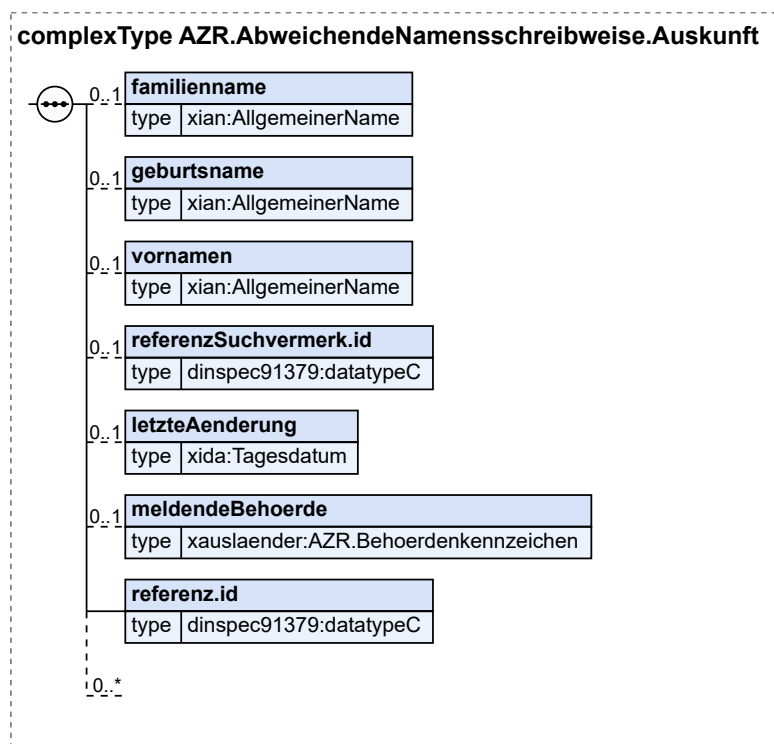 complexType AZR.AbweichendeNamensschreibweise.Auskunft
0..1 familienname
type xian:AllgemeinerName
0..1 geburtsname
type xian:AllgemeinerName
0..1 vornamen
type xian:AllgemeinerName
0..1 referenzSuchvermerk.id
type dinspec91379:datatypeC
0..1 letzteAenderung
type xida:Tagesdatum
0..1 meldendeBehoerde
type xauslaender:AZR.Behoerdenkennzeichen
referenz.id
type dinspec91379:datatypeC
0..*